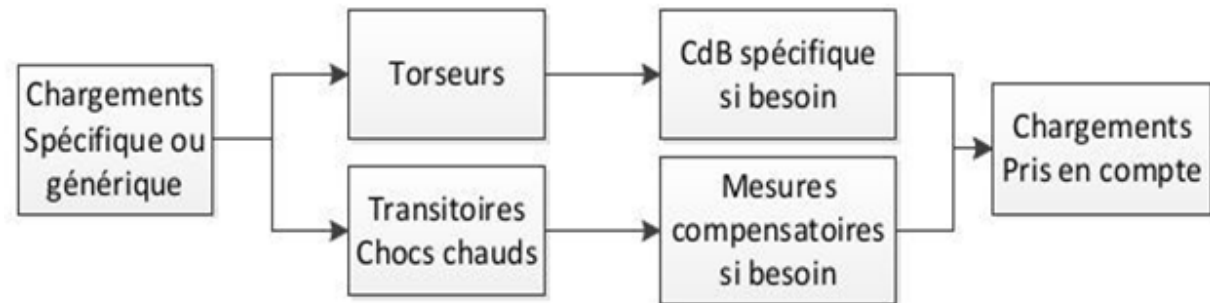 Chargements
Spécifique ou
générique
Torseurs
CdB spécifique
si besoin
Transitoires
Chocs chauds
Mesures
compensatoires
si besoin
Chargements
Pris en compte